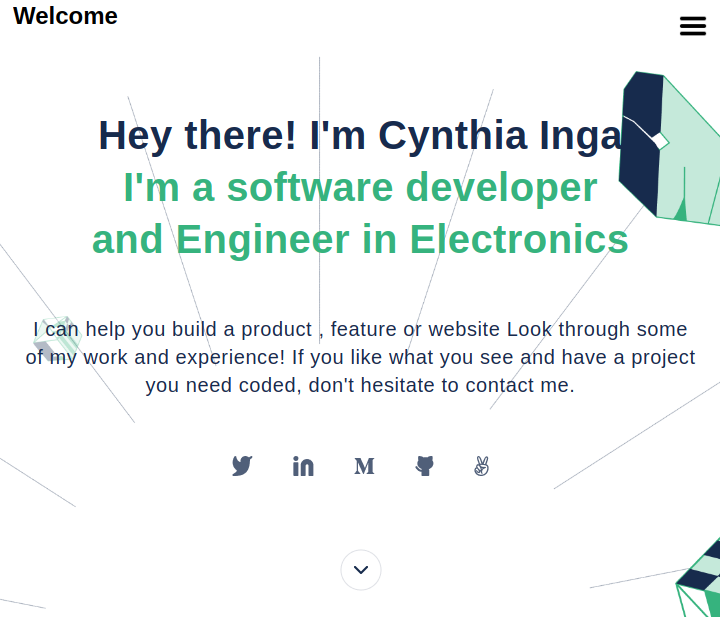 Welcome
Hey there! I'm Cynthia Inga
I'm a software developer
and Engineer in Elvctronics
I can help you build a product , feature or website Look through some
of my work and experience! If you like what you see and have a project
you need coded, don't hesitate to contact me.